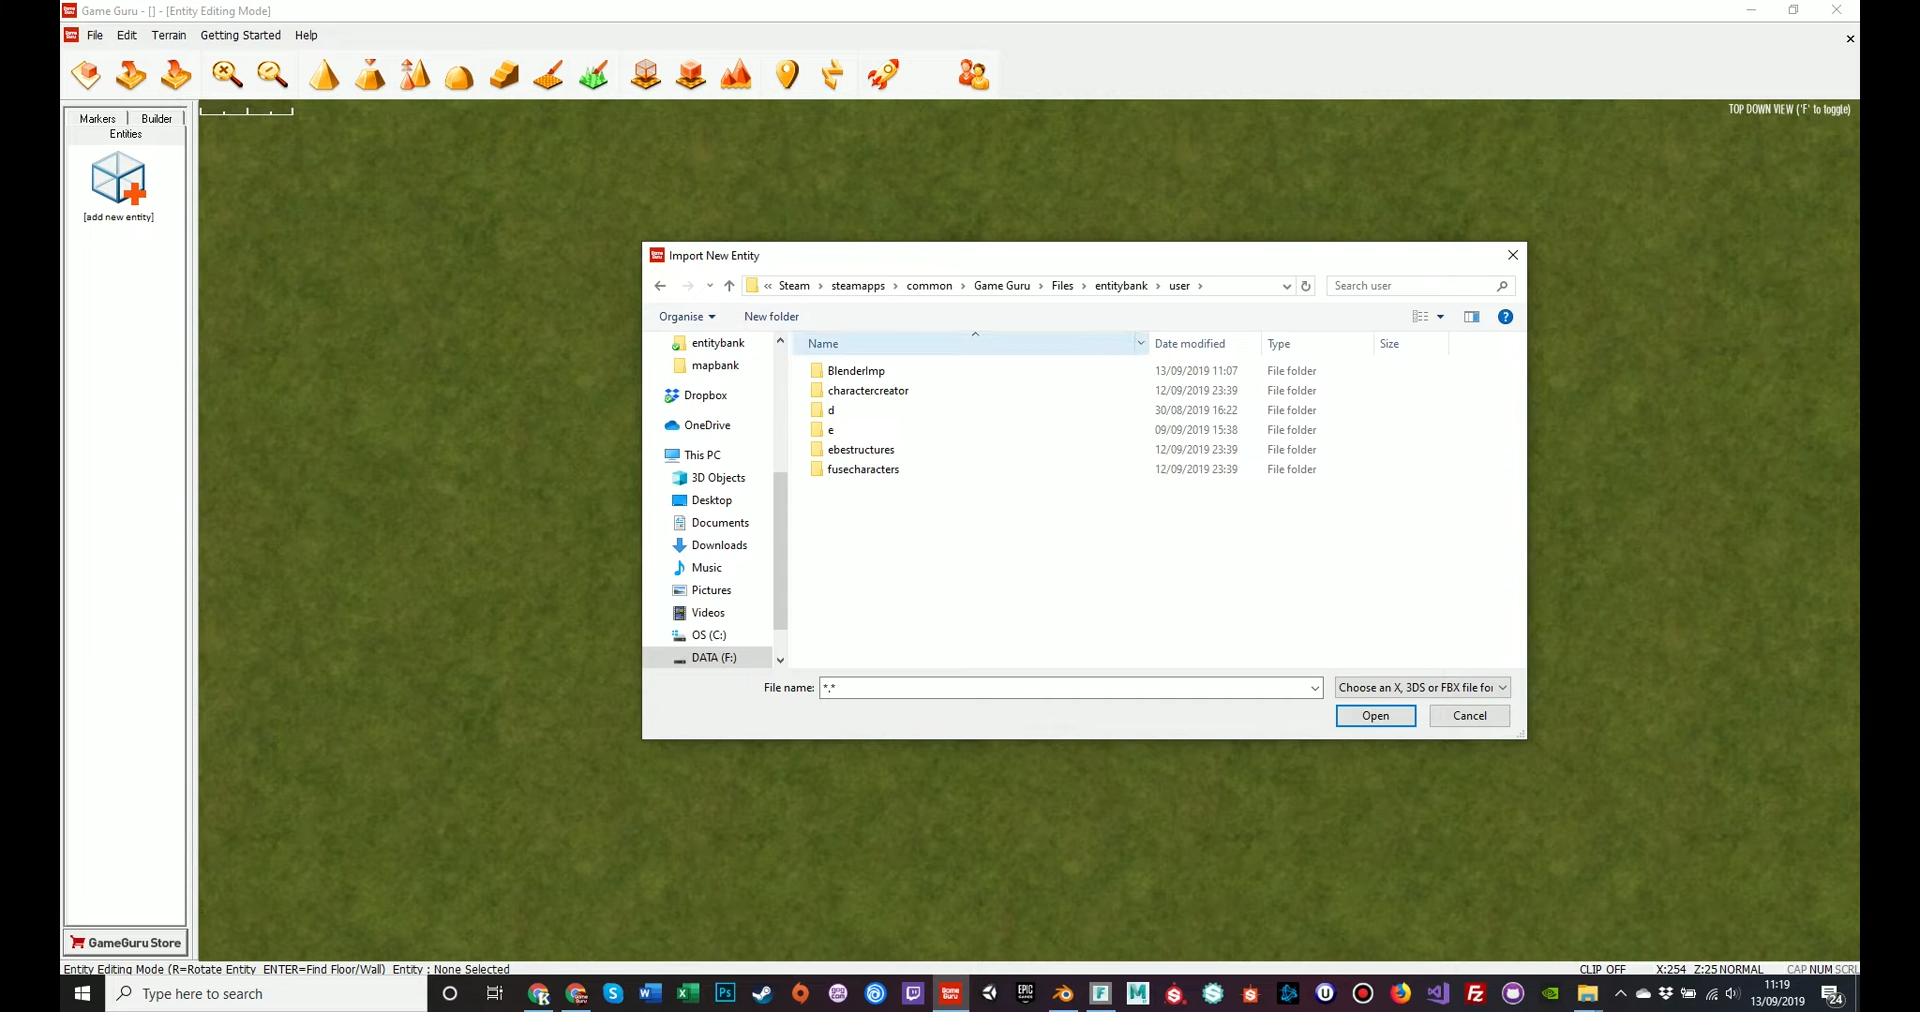 Game Guru - [] - [Entity Editing Mode]
File Edit Terrain Getting Started Help
Markers Builder
Entities
[add new entity]
TOP DOWN VIEW ('F' to toggle)
Import New Entity
« Steam › steamapps › common › Game Guru › Files › entitybank › user ›
Search user
Organise New folder
Name Date modified Type Size
entitybank
mapbank
Dropbox
OneDrive
This PC
3D Objects
Desktop
Documents
Downloads
Music
Pictures
Videos
OS (C:)
DATA (F:)
BlenderImp 13/09/2019 11:07 File folder
charactercreator 12/09/2019 23:39 File folder
d 30/08/2019 16:22 File folder
e 09/09/2019 15:38 File folder
ebestructures 12/09/2019 23:39 File folder
fusecharacters 12/09/2019 23:39 File folder
File name: *.* Choose an X, 3DS or FBX file for
Open Cancel
GameGuru Store
Entity Editing Mode (R=Rotate Entity ENTER=Find Floor/Wall) Entity : None Selected
CLIP OFF X:254 Z:25 NORMAL CAP NUM SCRL
Type here to search
11:19
13/09/2019
24